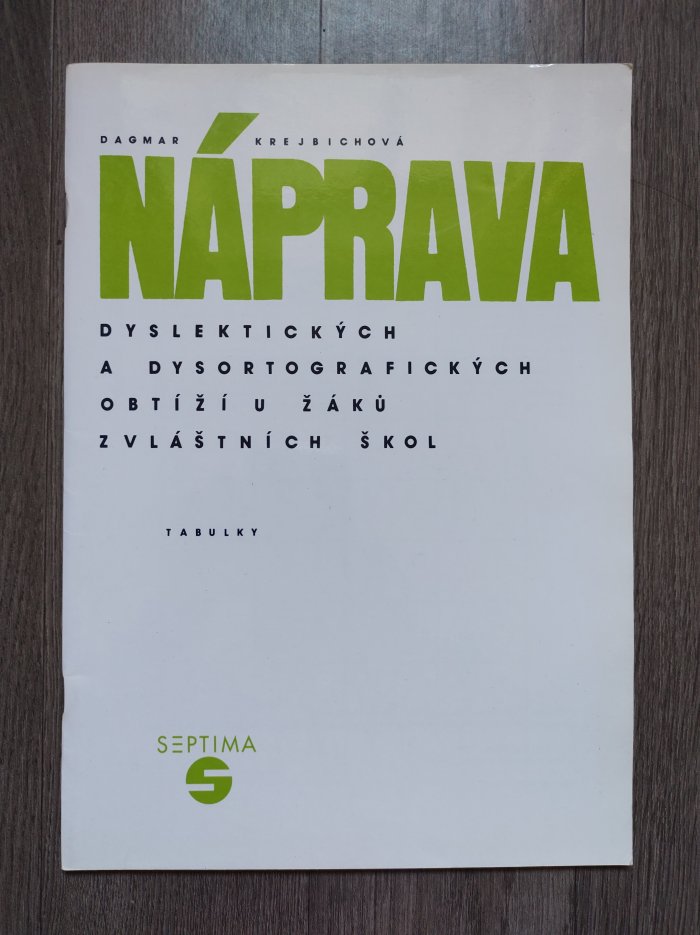 DAGMAR KREJBICHOVÁ
NÁPRAVA
DYSLEKTICKÝCH
A DYSORTOGRAFICKÝCH
OBTÍŽÍ U ŽÁKŮ
ZVLÁŠTNÍCH ŠKOL
TABULKY
SEPTIMA
S